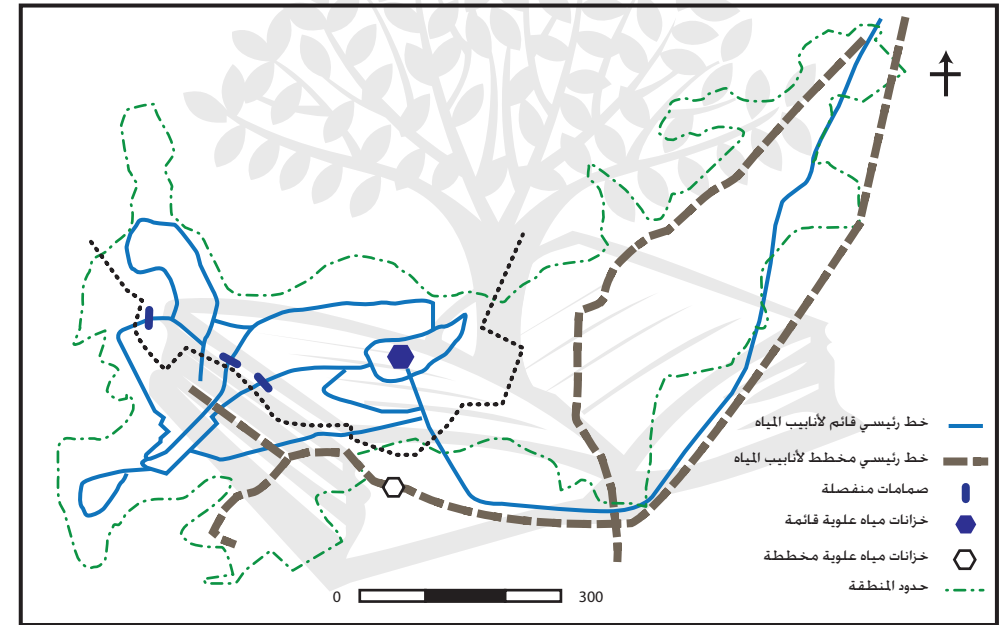 خط رئيسي قائم لأنابيب المياه
خط رئيسي مخطط لأنابيب المياه
صمامات منفصلة
خزانات مياه علوية قائمة
خزانات مياه علوية مخططة
حدود المنطقة
0 300